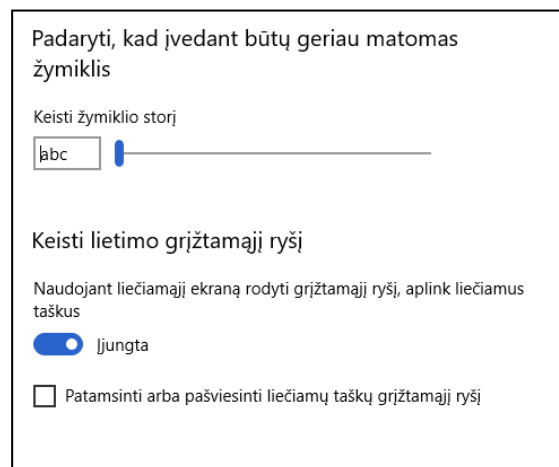 Padaryti, kad įvedant būtų geriau matomas
žymiklis
Keisti žymiklio storį
abc
Keisti lietimo grįžtamąjį ryšį
Naudojant liečiamąjį ekraną rodyti grįžtamąjį ryšį, aplink liečiamus
taškus
Įjungta
Patamsinti arba pašviesinti liečiamų taškų grįžtamąjį ryšį